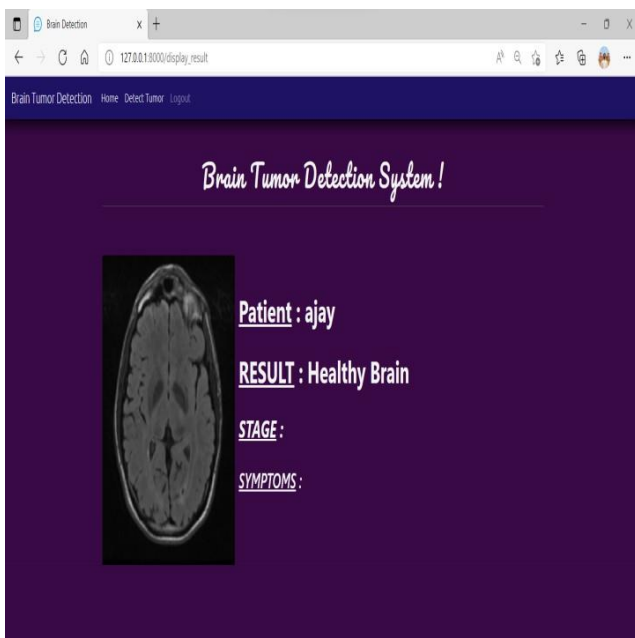 Brain Detection
127.0.0.1:8000/display_result
Brain Tumor Detection Home Detect Tumor Logout
Brain Tumor Detection System !
Patient : ajay
RESULT : Healthy Brain
STAGE :
SYMPTOMS :